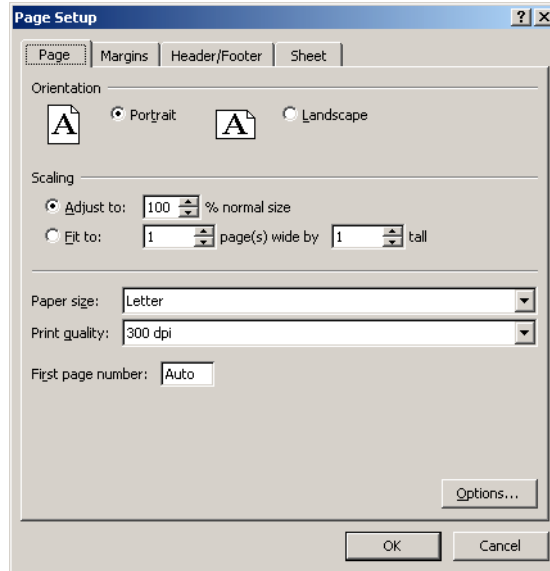 Page Setup
Page Margins Header/Footer Sheet
Orientation
A Portrait A Landscape
Scaling
Adjust to: 100 % normal size
Fit to: 1 page(s) wide by 1 tall
Paper size: Letter
Print quality: 300 dpi
First page number: Auto
Options...
OK Cancel